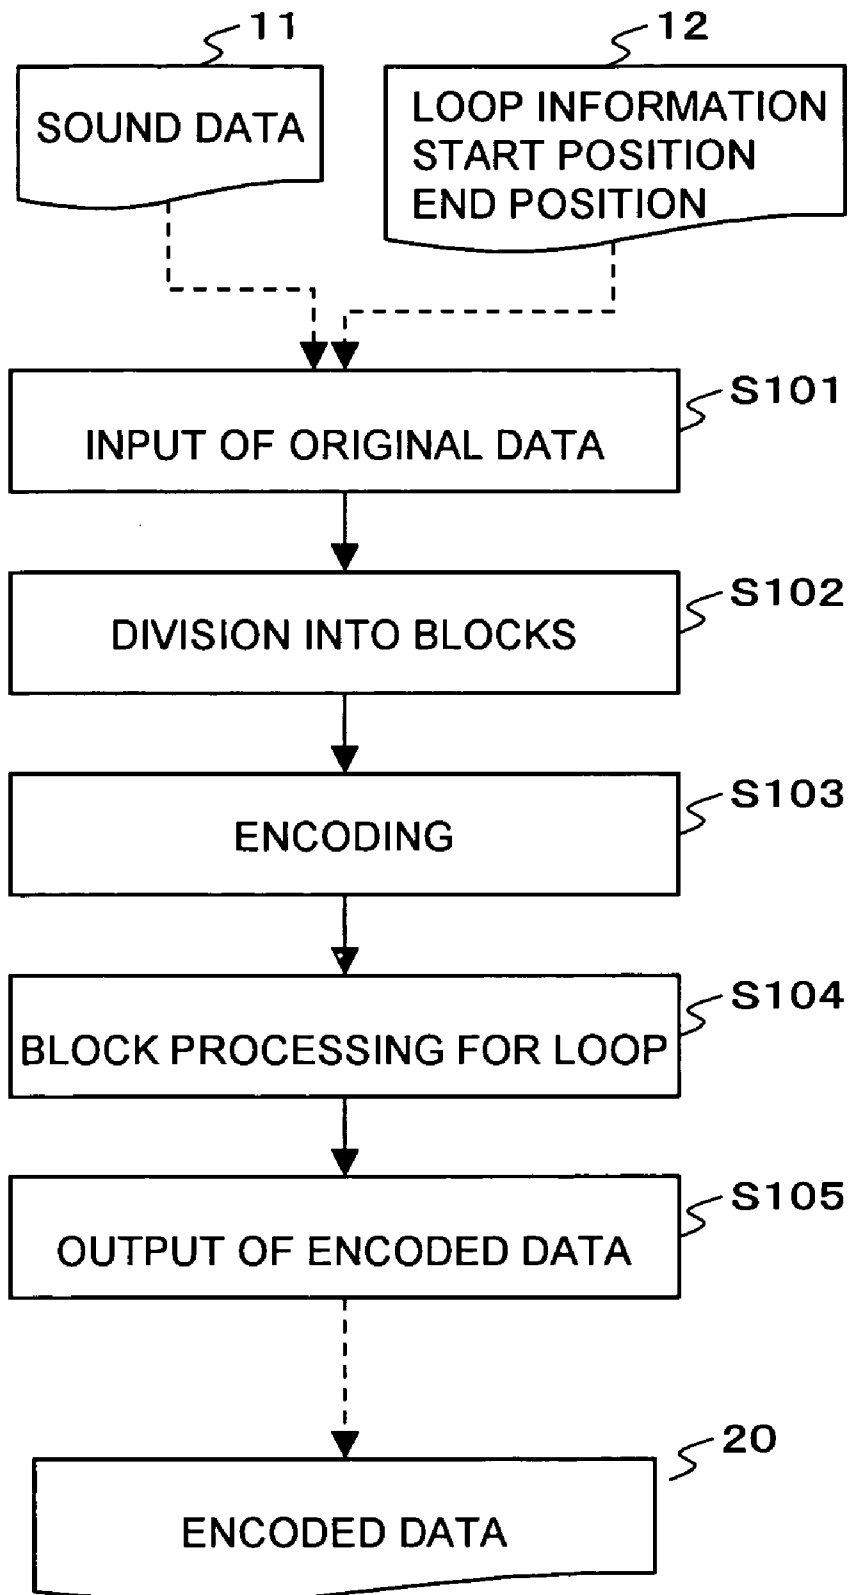 11
12
SOUND DATA
LOOP INFORMATION
START POSITION
END POSITION
S101
INPUT OF ORIGINAL DATA
S102
DIVISION INTO BLOCKS
S103
ENCODING
S104
BLOCK PROCESSING FOR LOOP
S105
OUTPUT OF ENCODED DATA
20
ENCODED DATA